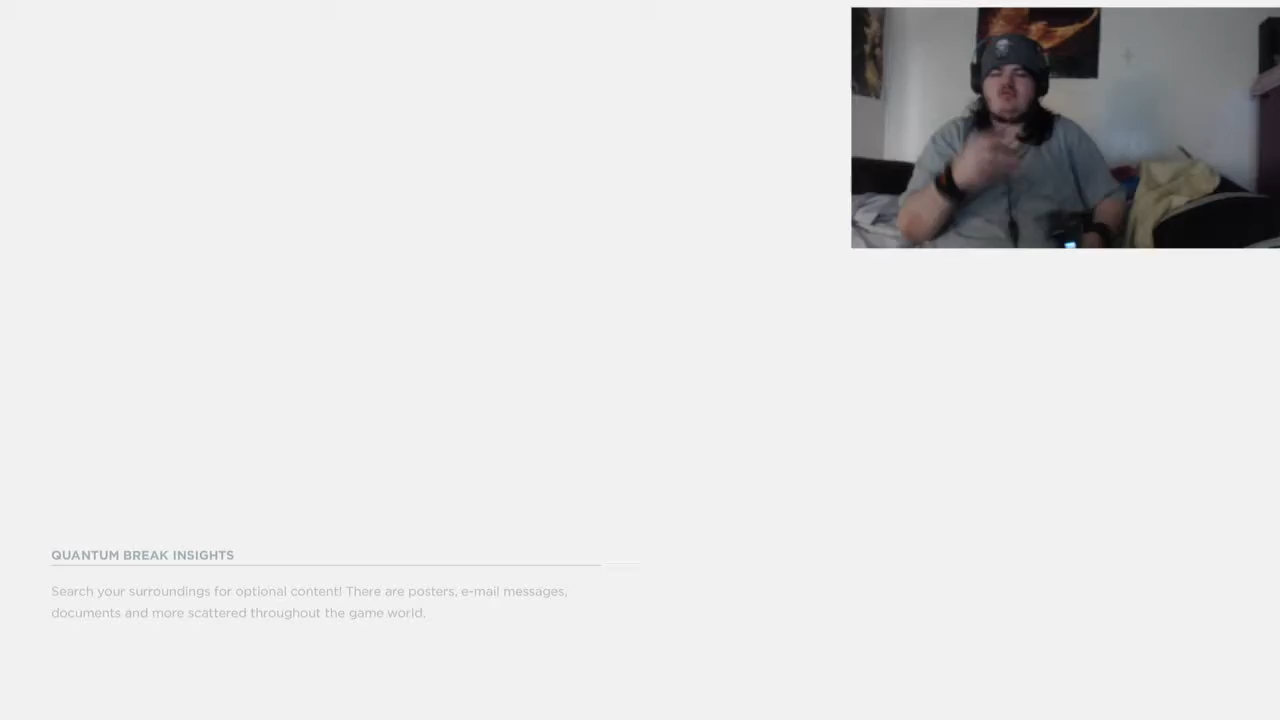 QUANTUM BREAK INSIGHTS
Search your surroundings for optional content! There are posters, e-mail messages,
documents and more scattered throughout the game world.